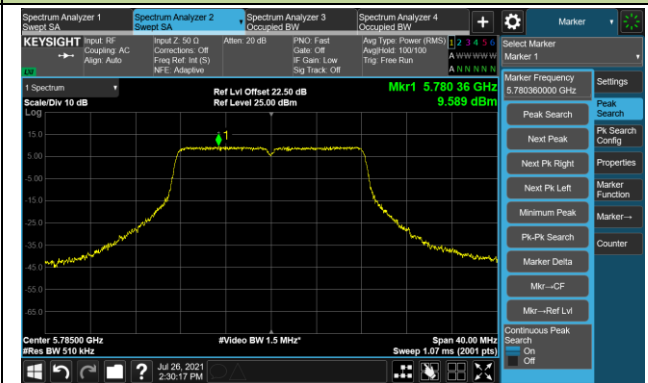 Spectrum Analyzer 1
Swept SA
Spectrum Analyzer 2
Swept SA
Spectrum Analyzer 3
Occupied BW
Spectrum Analyzer 4
Occupied BW
+
Marker
KEYSIGHT
Input: RF
Coupling: AC
Align: Auto
Input Z: 50 Ω
Corrections: Off
Freq Ref: Int (S)
NFE: Adaptive
Atten: 20 dB
PNO: Fast
Gate: Off
IF Gain: Low
Sig Track: Off
Avg Type: Power (RMS)
Avg|Hold: 100/100
Trig: Free Run
1 2 3 4 5 6
A W W W W W
A N N N N N
Select Marker
Marker 1
1 Spectrum
Scale/Div 10 dB
Log
Ref Lvl Offset 22.50 dB
Ref Level 25.00 dBm
Mkr1 5.780 36 GHz
9.589 dBm
1
15.0
5.00
-5.00
-15.0
-25.0
-35.0
-45.0
-55.0
-65.0
Center 5.78500 GHz
#Res BW 510 kHz
#Video BW 1.5 MHz*
Span 40.00 MHz
Sweep 1.07 ms (2001 pts)
Marker Frequency
5.780360000 GHz
Peak Search
Next Peak
Next Pk Right
Next Pk Left
Minimum Peak
Pk-Pk Search
Marker Delta
Mkr→CF
Mkr→Ref Lvl
Continuous Peak
Search
On
Off
Settings
Peak
Search
Pk Search
Config
Properties
Marker
Function
Marker→
Counter
?
Jul 26, 2021
2:30:17 PM